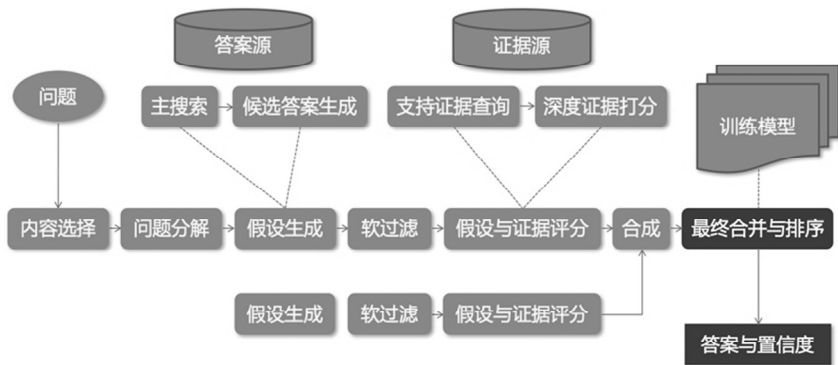 答案源
证据源
问题
主搜索
候选答案生成
支持证据查询
深度证据打分
训练模型
内容选择
问题分解
假设生成
软过滤
假设与证据评分
合成
最终合并与排序
假设生成
软过滤
假设与证据评分
答案与置信度